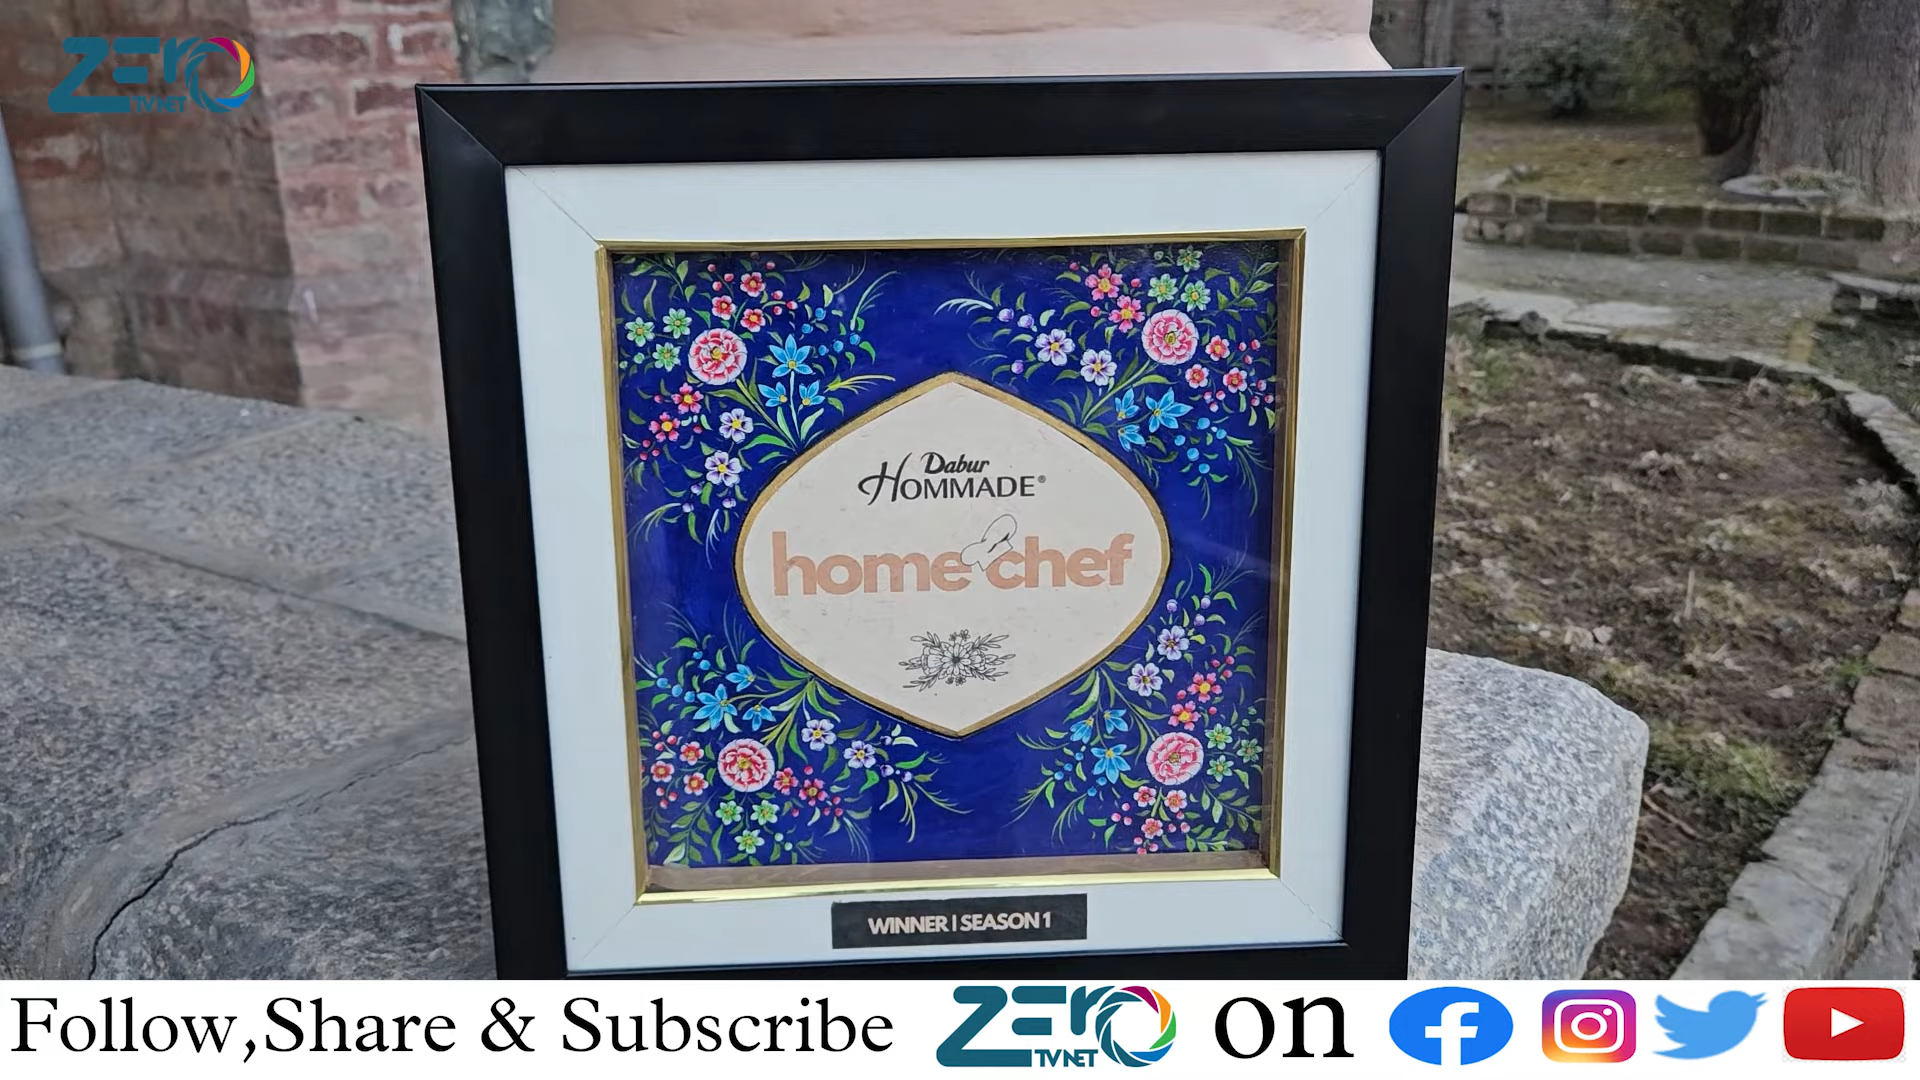 ZERO
TVNET
Dabur
HOMMADE®
home chef
WINNER | SEASON 1
Follow,Share & Subscribe ZERO TVNET on